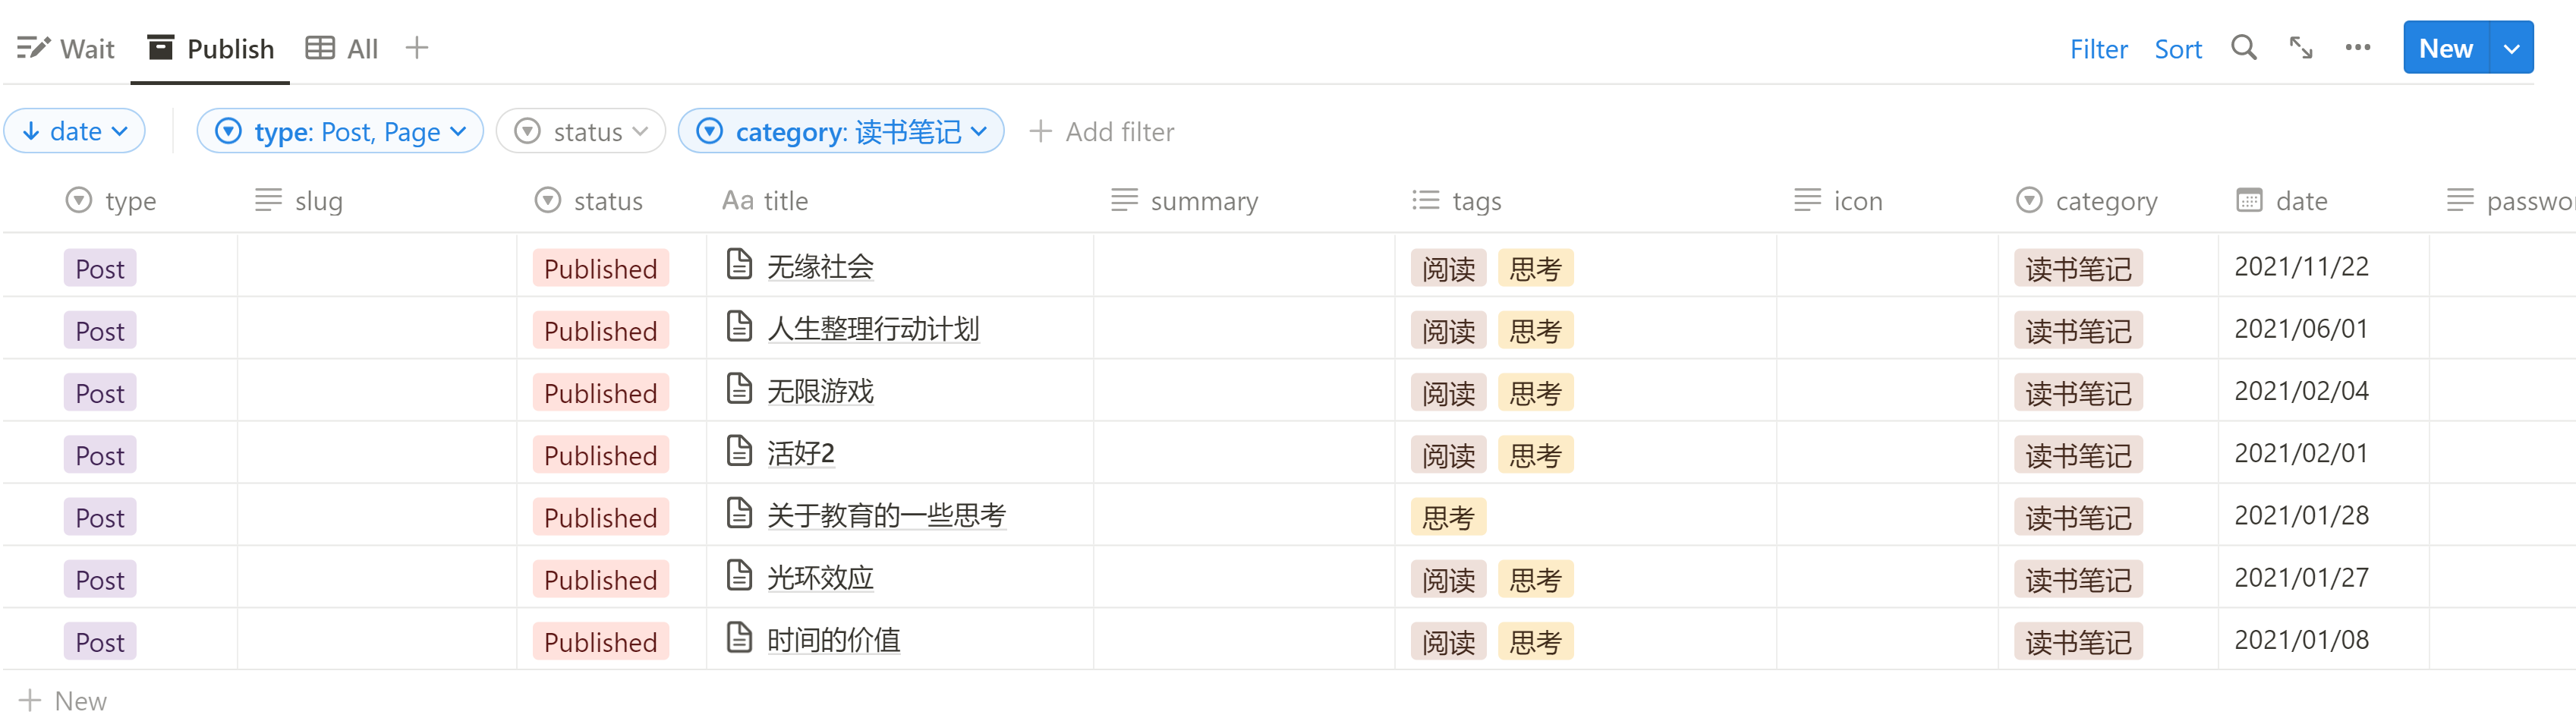 Wait Publish All Filter Sort New
date type: Post, Page status category: 读书笔记 Add filter
type slug status Aa title summary tags icon category date
Post Published 无缘社会 阅读 思考 读书笔记 2021/11/22
Post Published 人生整理行动计划 阅读 思考 读书笔记 2021/06/01
Post Published 无限游戏 阅读 思考 读书笔记 2021/02/04
Post Published 活好2 阅读 思考 读书笔记 2021/02/01
Post Published 关于教育的一些思考 思考 读书笔记 2021/01/28
Post Published 光环效应 阅读 思考 读书笔记 2021/01/27
Post Published 时间的价值 阅读 思考 读书笔记 2021/01/08
New